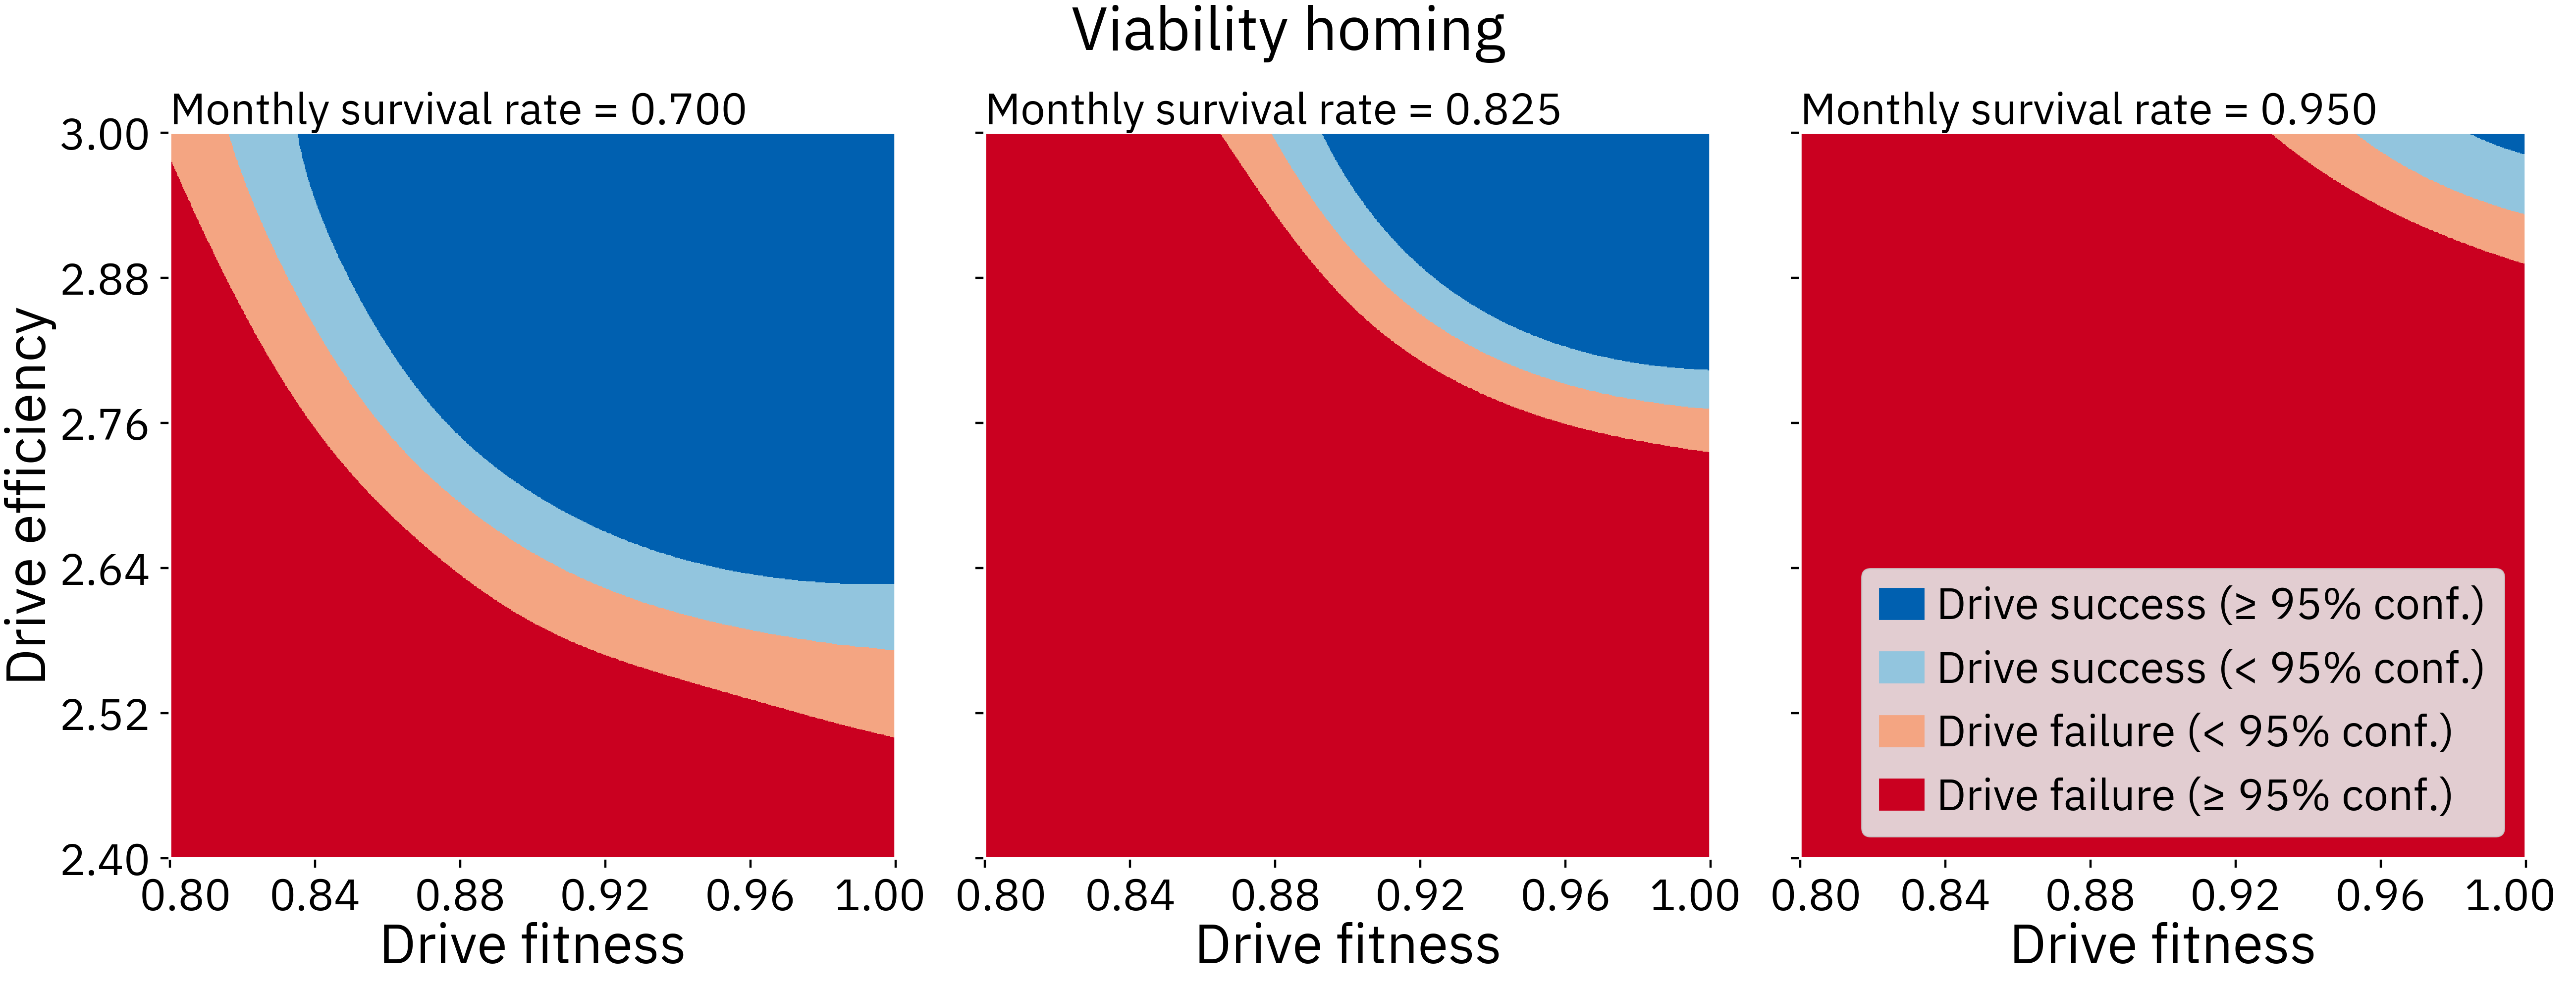 Viability homing
Monthly survival rate = 0.700
Monthly survival rate = 0.825
Monthly survival rate = 0.950
Drive efficiency
3.00
2.88
2.76
2.64
2.52
2.40
0.80 0.84 0.88 0.92 0.96 1.00
Drive fitness
0.80 0.84 0.88 0.92 0.96 1.00
Drive fitness
0.80 0.84 0.88 0.92 0.96 1.00
Drive fitness
Drive success (≥ 95% conf.)
Drive success (< 95% conf.)
Drive failure (< 95% conf.)
Drive failure (≥ 95% conf.)